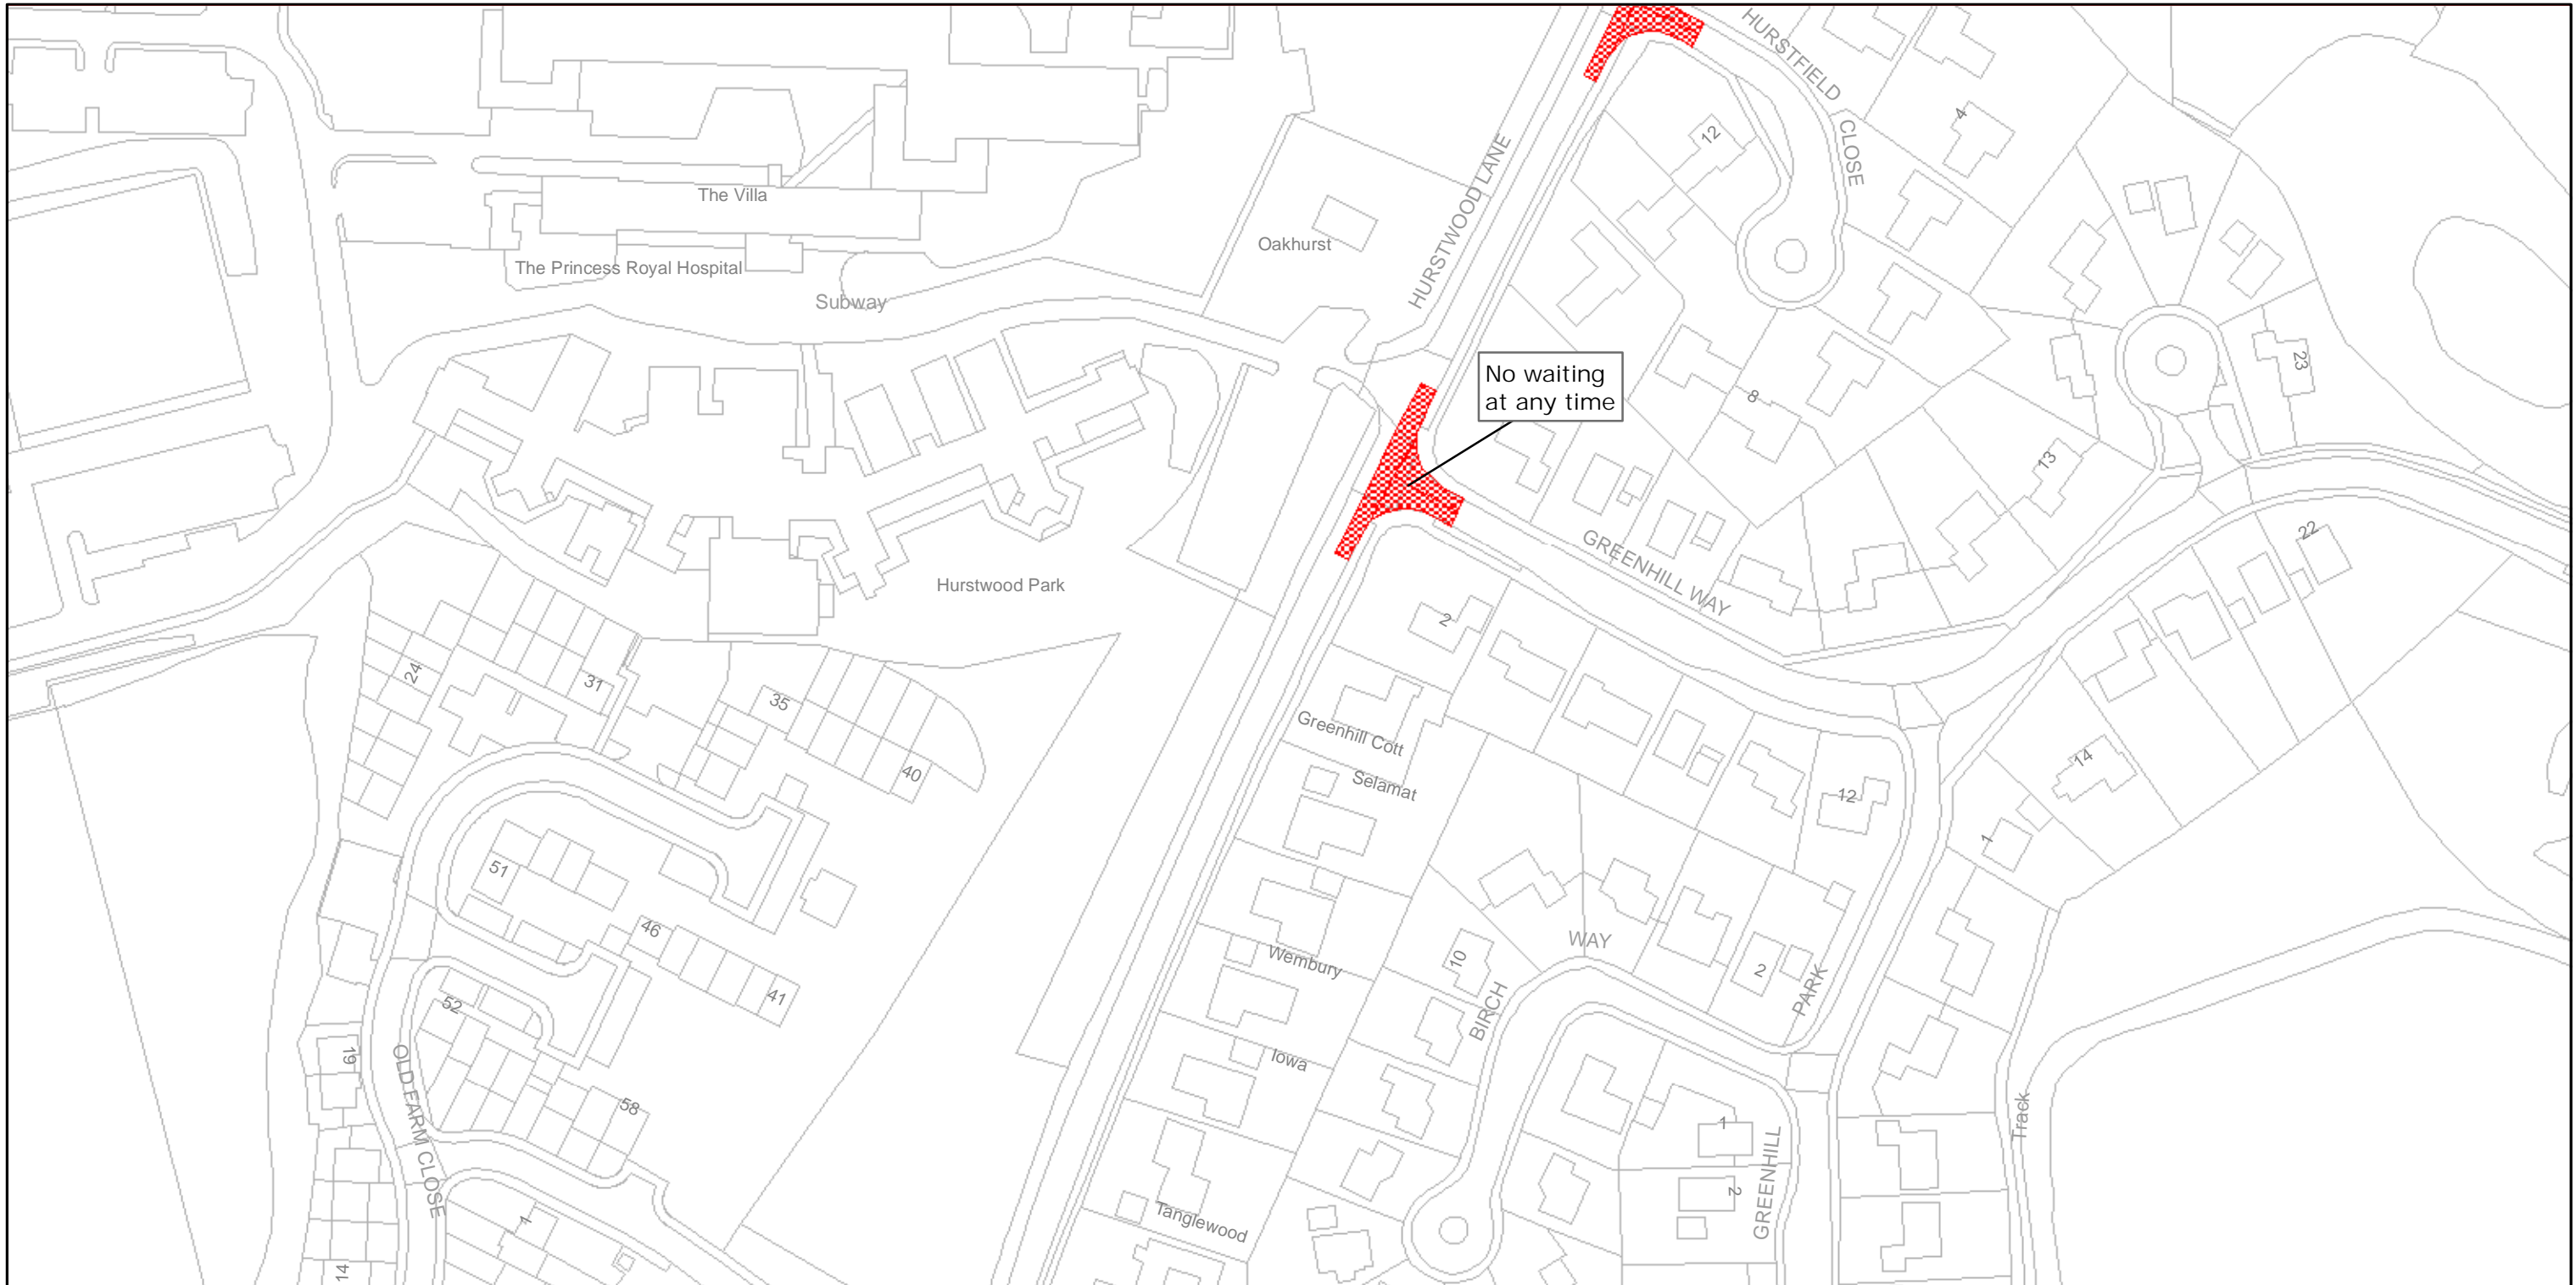 HURSTFIELD
CLOSE
12
4
HURSTWOOD LANE
The Villa
Oakhurst
The Princess Royal Hospital
Subway
No waiting
at any time
23
8
13
22
GREENHILL WAY
Hurstwood Park
2
24
31
35
40
Greenhill Cott
Selamat
14
12
1
51
46
41
WAY
Wembury
10
2
PARK
BIRCH
52
19
Iowa
OLD FARM CLOSE
58
1
GREENHILL
Track
2
Tanglewood
1
14